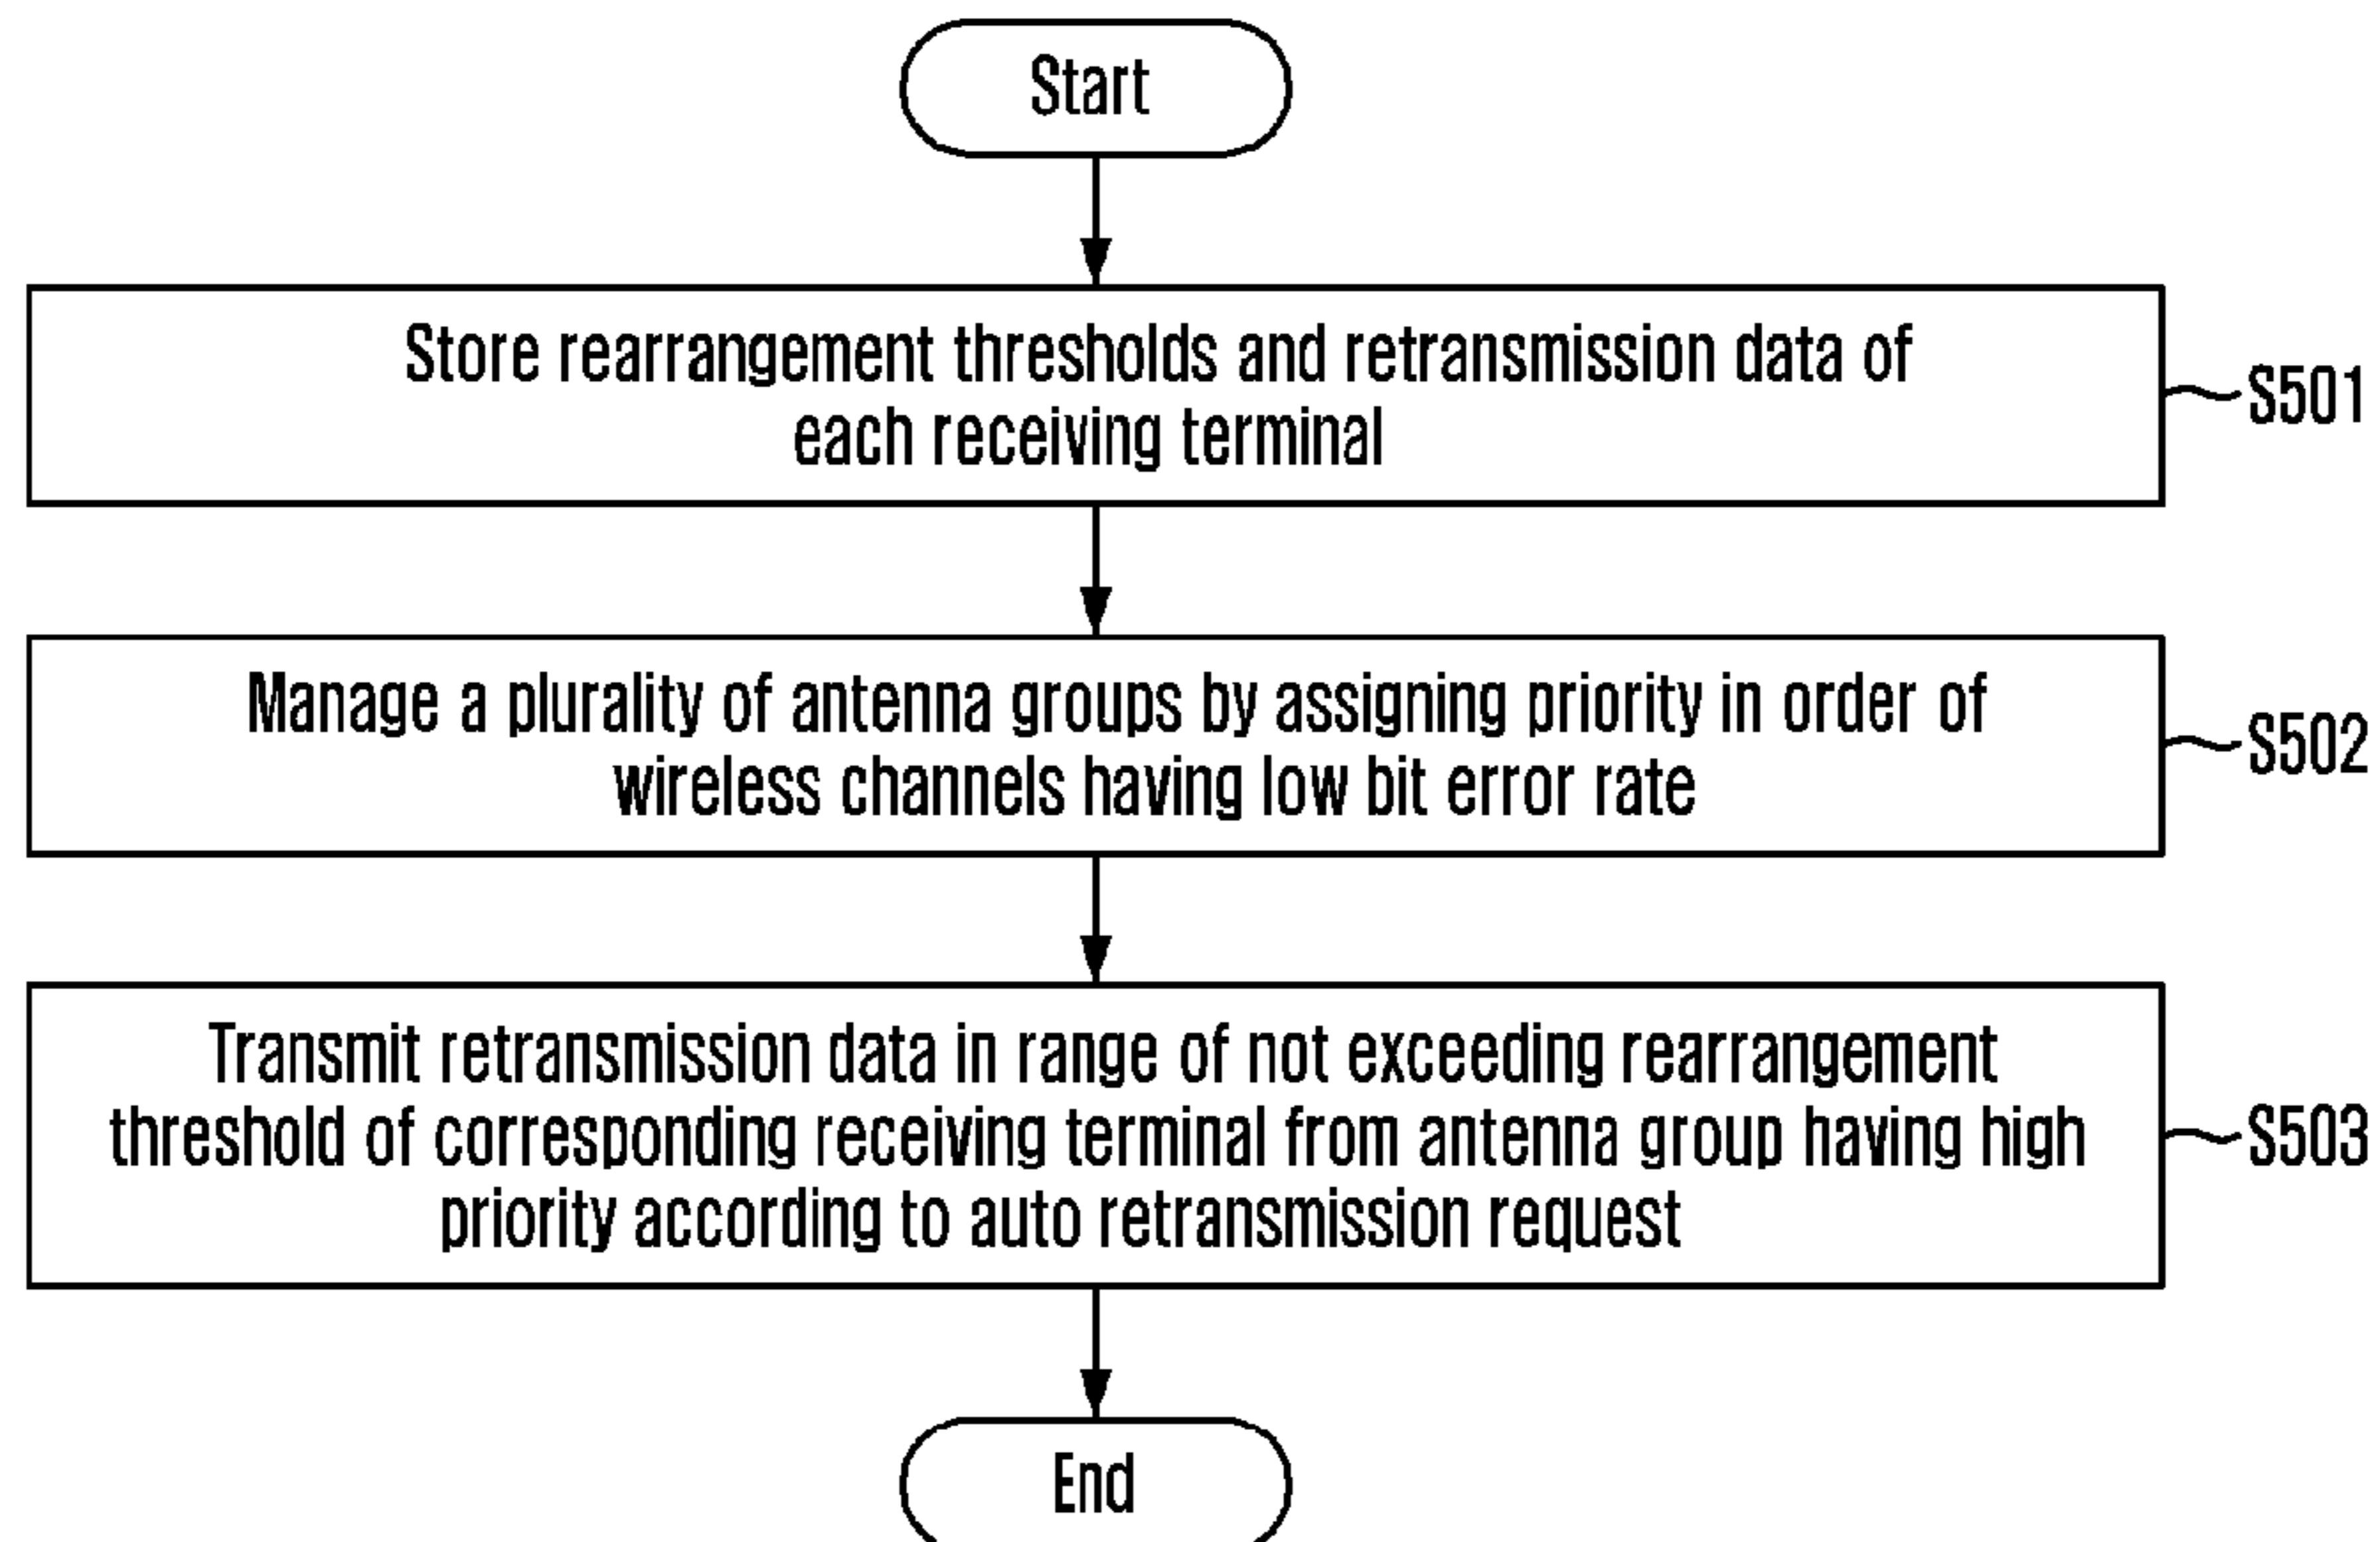 Start
Store rearrangement thresholds and retransmission data of
each receiving terminal
S501
Manage a plurality of antenna groups by assigning priority in order of
wireless channels having low bit error rate
S502
Transmit retransmission data in range of not exceeding rearrangement
threshold of corresponding receiving terminal from antenna group having high
priority according to auto retransmission request
S503
End